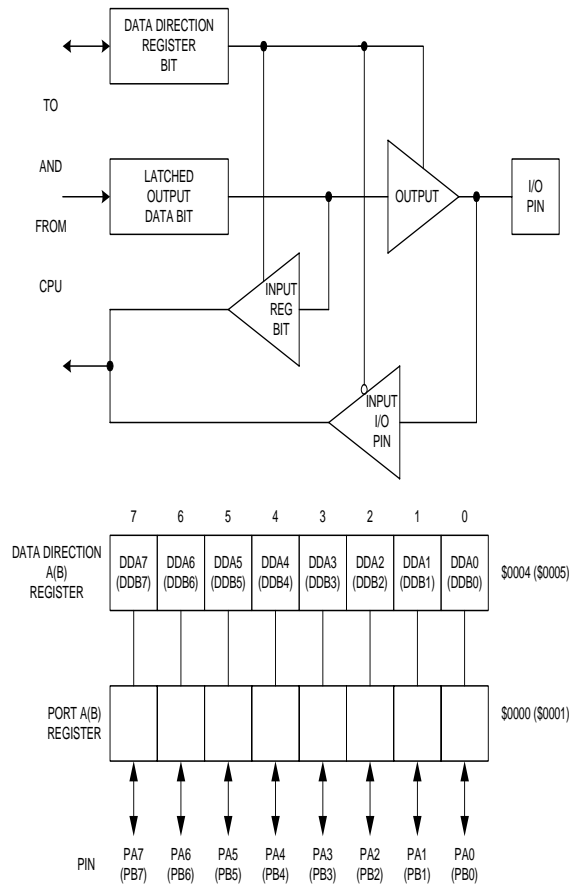 DATA DIRECTION
REGISTER
BIT
TO
AND
FROM
CPU
LATCHED
OUTPUT
DATA BIT
OUTPUT
I/O
PIN
INPUT
REG
BIT
INPUT
I/O
PIN
7 6 5 4 3 2 1 0
DATA DIRECTION
A(B)
REGISTER
DDA7 DDA6 DDA5 DDA4 DDA3 DDA2 DDA1 DDA0
(DDB7) (DDB6) (DDB5) (DDB4) (DDB3) (DDB2) (DDB1) (DDB0)
$0004 ($0005)
PORT A(B)
REGISTER
$0000 ($0001)
PIN
PA7 PA6 PA5 PA4 PA3 PA2 PA1 PA0
(PB7) (PB6) (PB5) (PB4) (PB3) (PB2) (PB1) (PB0)